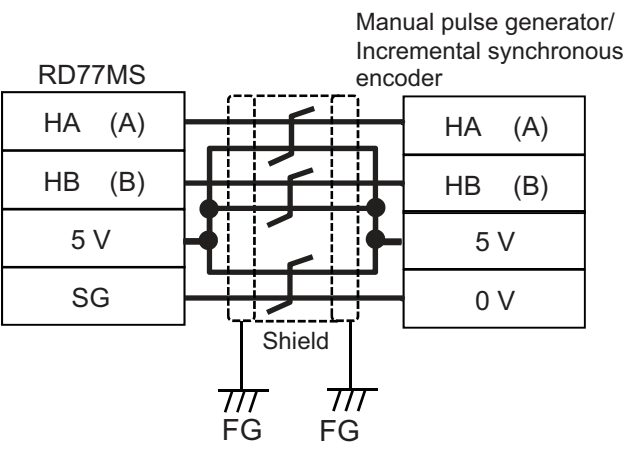 Manual pulse generator/
Incremental synchronous
encoder
RD77MS
HA (A)
HB (B)
5 V
SG
HA (A)
HB (B)
5 V
0 V
Shield
FG
FG